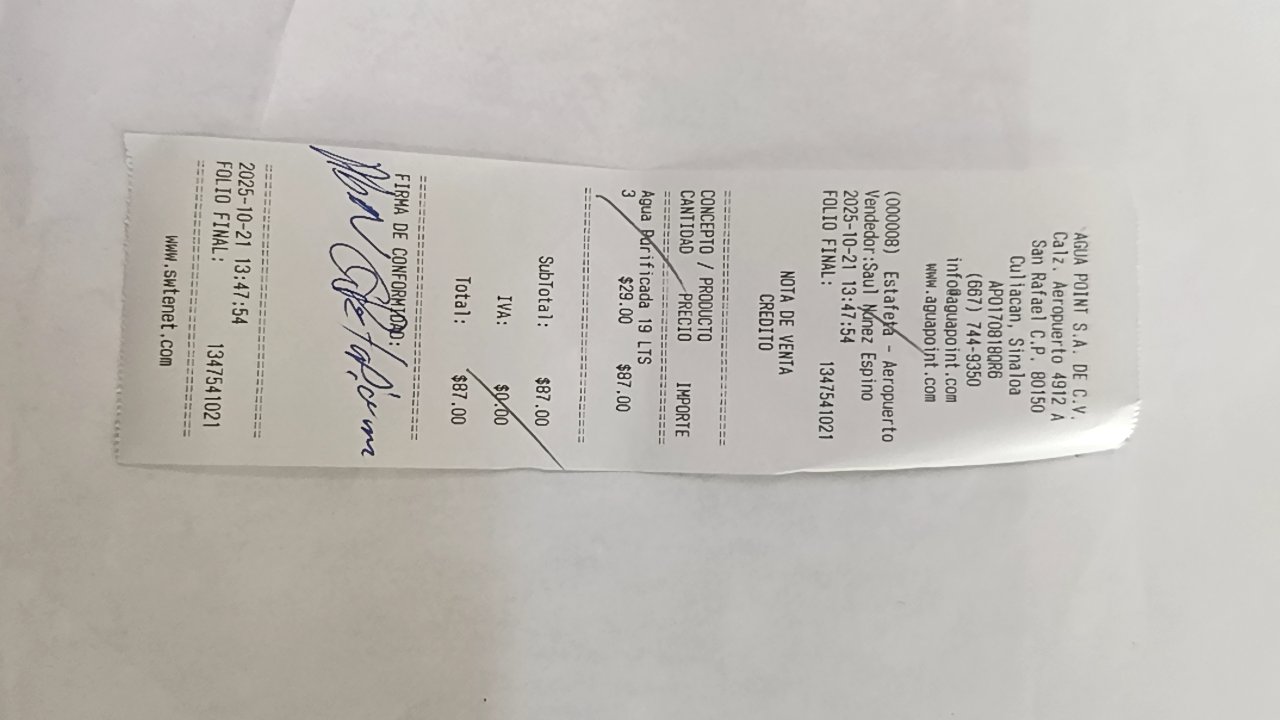 AGUA POINT S.A. DE C.V.
Calz. Aeropuerto 4912 A
San Rafael C.P. 80150
Culiacan, Sinaloa
APO170818QR6
(667) 744-9350
info@aguapoint.com
www.aguapoint.com
(000008) Estafeta - Aeropuerto
Vendedor:Saul Núnez Espino
2025-10-21 13:47:54
FOLIO FINAL: 1347541021
NOTA DE VENTA
CREDITO
CONCEPTO / PRODUCTO
CANTIDAD PRECIO IMPORTE
Agua Purificada 19 LTS
3 $29.00 $87.00
SubTotal: $87.00
IVA: $0.00
Total: $87.00
FIRMA DE CONFORMIDAD:
2025-10-21 13:47:54
FOLIO FINAL: 1347541021
www.swtenet.com